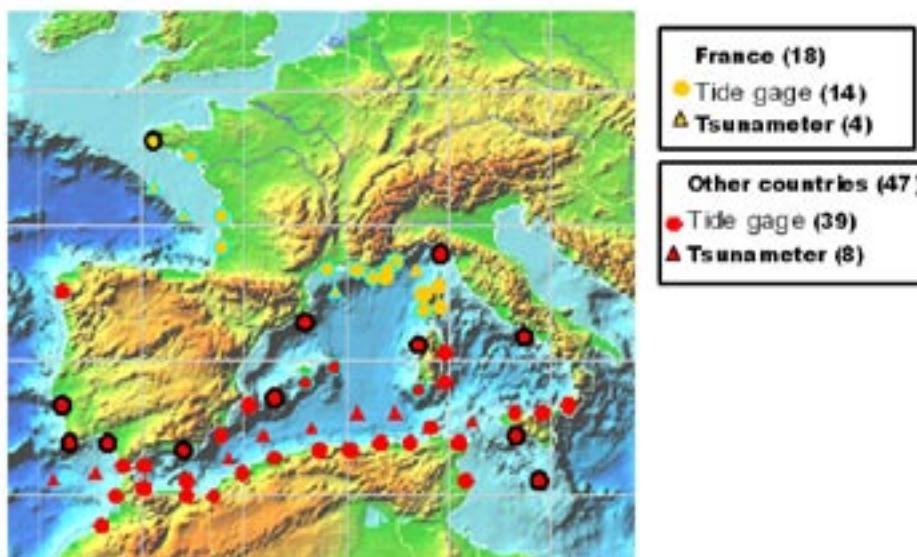 France (18)
Tide gage (14)
Tsunameter (4)
Other countries (47)
Tide gage (39)
Tsunameter (8)